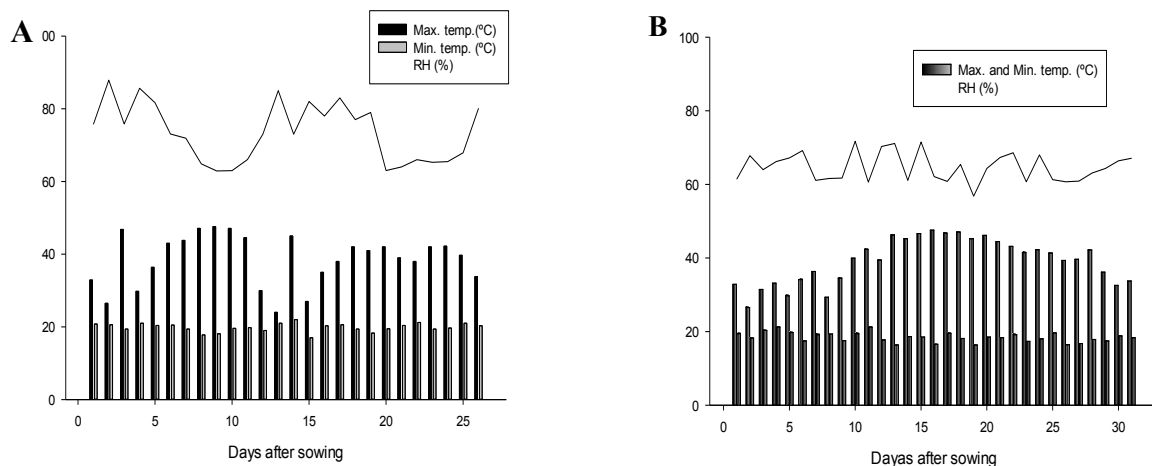 A
Max. temp.(ºC)
Min. temp. (ºC)
RH (%)
00
80
60
40
20
0
0 5 10 15 20 25
Days after sowing
B
Max. and Min. temp. (ºC)
RH (%)
100
80
60
40
20
0
0 5 10 15 20 25 30
Dayas after sowing